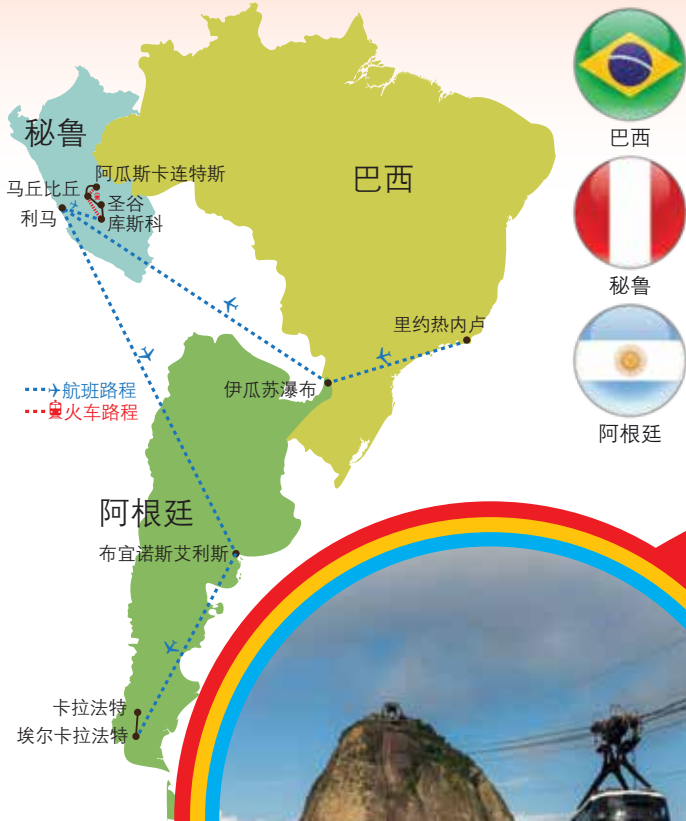 巴西
秘鲁
阿根廷
秘鲁
阿瓜斯卡连特斯
马丘比丘
圣谷
利马
库斯科
巴西
里约热内卢
伊瓜苏瀑布
航班路程
火车路程
阿根廷
布宜诺斯艾利斯
卡拉法特
埃尔卡拉法特